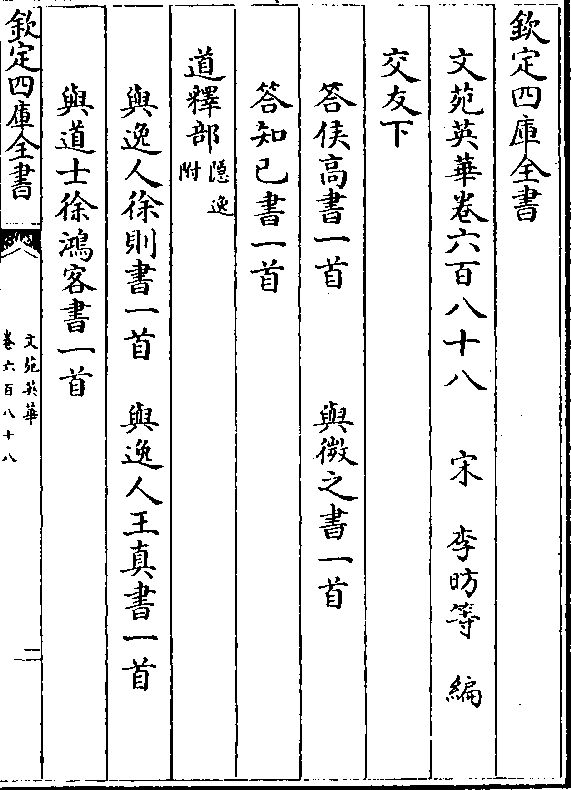 欽定四庫全書
文苑英華卷六百八十八　宋　李昉等　編
交友下
答侯高書一首　與微之書一首
答知已書一首
道釋部隱逸附
與逸人徐則書一首　與逸人王真書一首
與道士徐鴻客書一首
欽定四庫全書
文苑英華
卷六百八十八
二